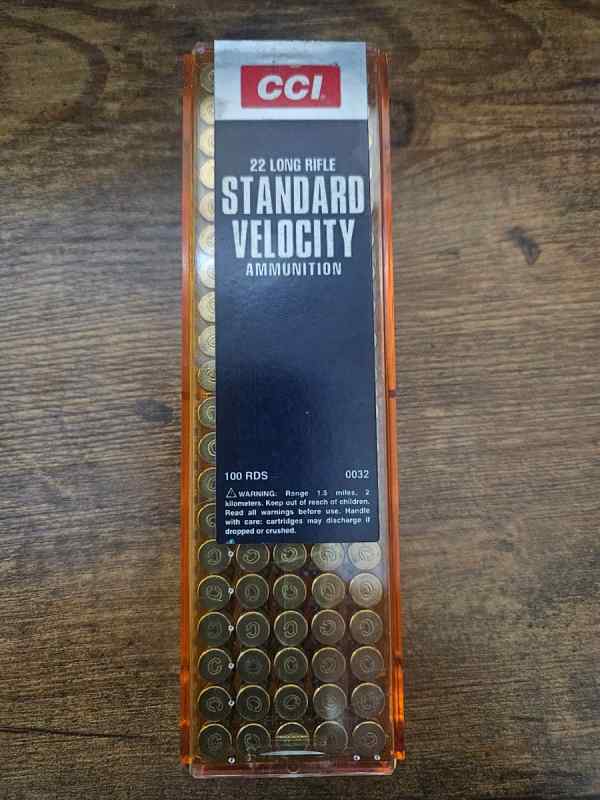 CCI
22 LONG RIFLE
STANDARD
VELOCITY
AMMUNITION
100 RDS 0032
⚠ WARNING: Range 1.5 miles, 2
kilometers. Keep out of reach of children.
Read all warnings before use. Handle
with care: cartridges may discharge if
dropped or crushed.